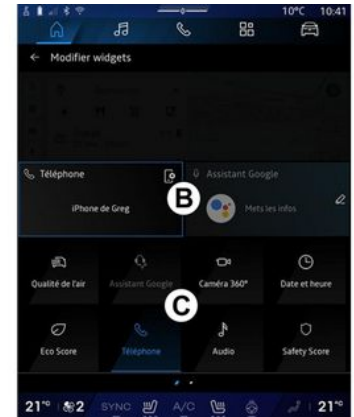 10°C 10:41
← Modifier widgets
Téléphone
Assistant Google
iPhone de Greg
B
Mets les infos
Qualité de l'air
Assistant Google
Caméra 360°
Date et heure
C
Eco Score
Téléphone
Audio
Safety Score
21°C 2 SYNC A/C 21°C